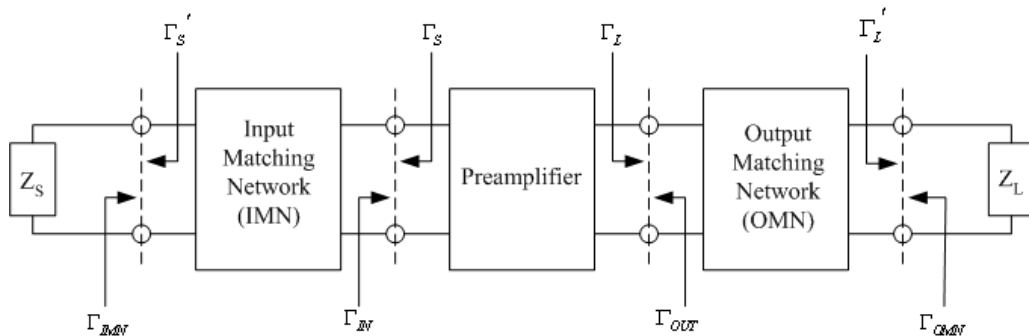 Γ_S'
Γ_S
Γ_L
Γ_L'
Z_S
Input
Matching
Network
(IMN)
Preamplifier
Output
Matching
Network
(OMN)
Z_L
Γ_IMN
Γ_IN
Γ_OUT
Γ_OMN